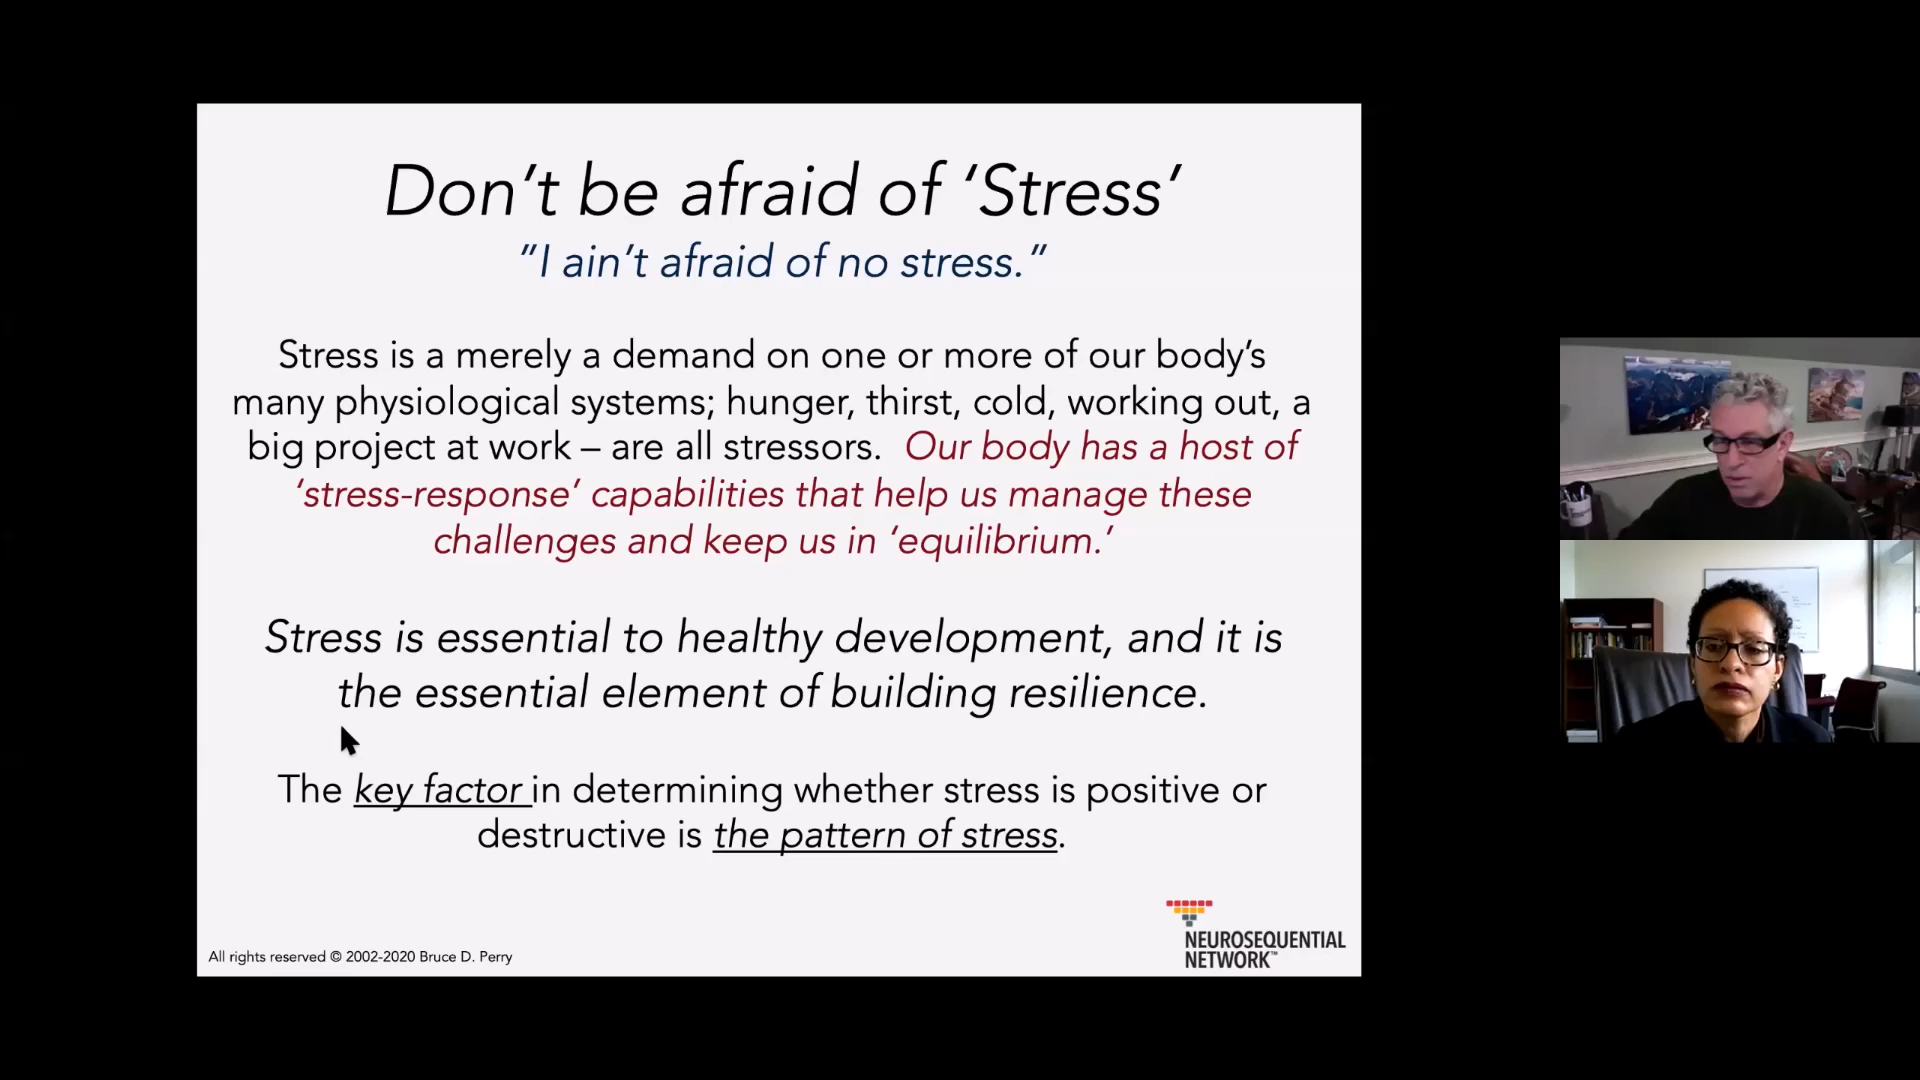 Don’t be afraid of ‘Stress’
“I ain’t afraid of no stress.”
Stress is a merely a demand on one or more of our body’s
many physiological systems; hunger, thirst, cold, working out, a
big project at work – are all stressors. Our body has a host of
‘stress-response’ capabilities that help us manage these
challenges and keep us in ‘equilibrium.’
Stress is essential to healthy development, and it is
the essential element of building resilience.
The key factor in determining whether stress is positive or
destructive is the pattern of stress.
NEUROSEQUENTIAL
NETWORK™
All rights reserved © 2002-2020 Bruce D. Perry